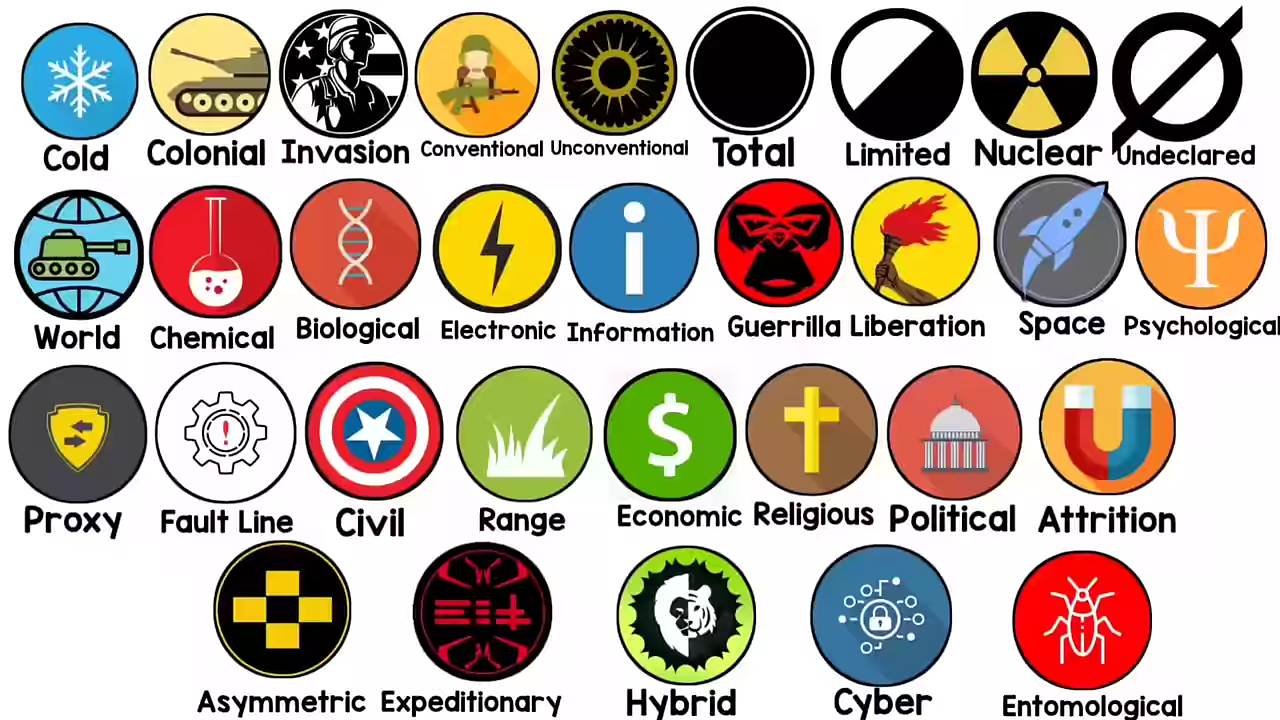 Cold Colonial Invasion Conventional Unconventional Total Limited Nuclear Undeclared
World Chemical Biological Electronic Information Guerrilla Liberation Space Psychological
Proxy Fault Line Civil Range Economic Religious Political Attrition
Asymmetric Expeditionary Hybrid Cyber Entomological